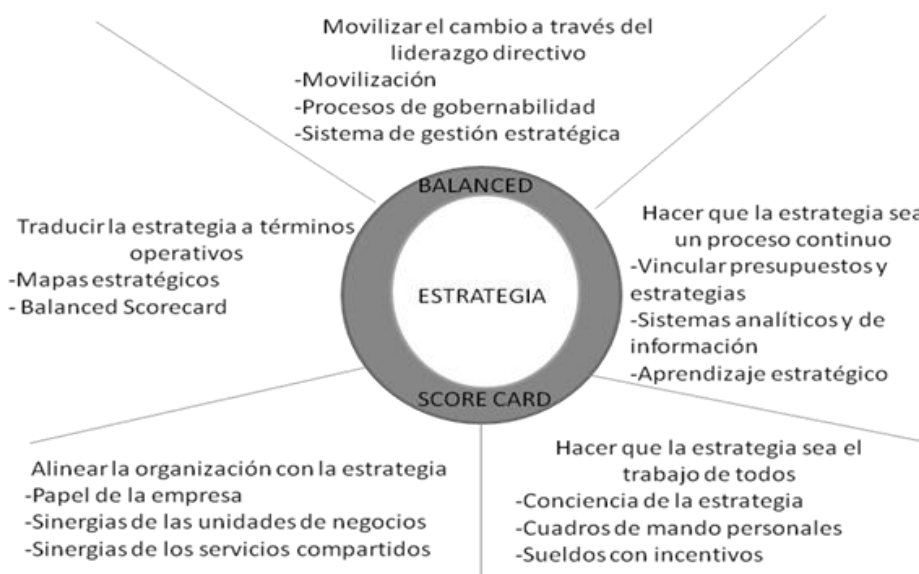 Movilizar el cambio a través del
liderazgo directivo
-Movilización
-Procesos de gobernabilidad
-Sistema de gestión estratégica
BALANCED
ESTRATEGIA
SCORE CARD
Traducir la estrategia a términos
operativos
-Mapas estratégicos
- Balanced Scorecard
Hacer que la estrategia sea
un proceso continuo
-Vincular presupuestos y
estrategias
-Sistemas analíticos y de
información
-Aprendizaje estratégico
Alinear la organización con la estrategia
-Papel de la empresa
-Sinergias de las unidades de negocios
-Sinergias de los servicios compartidos
Hacer que la estrategia sea el
trabajo de todos
-Conciencia de la estrategia
-Cuadros de mando personales
-Sueldos con incentivos